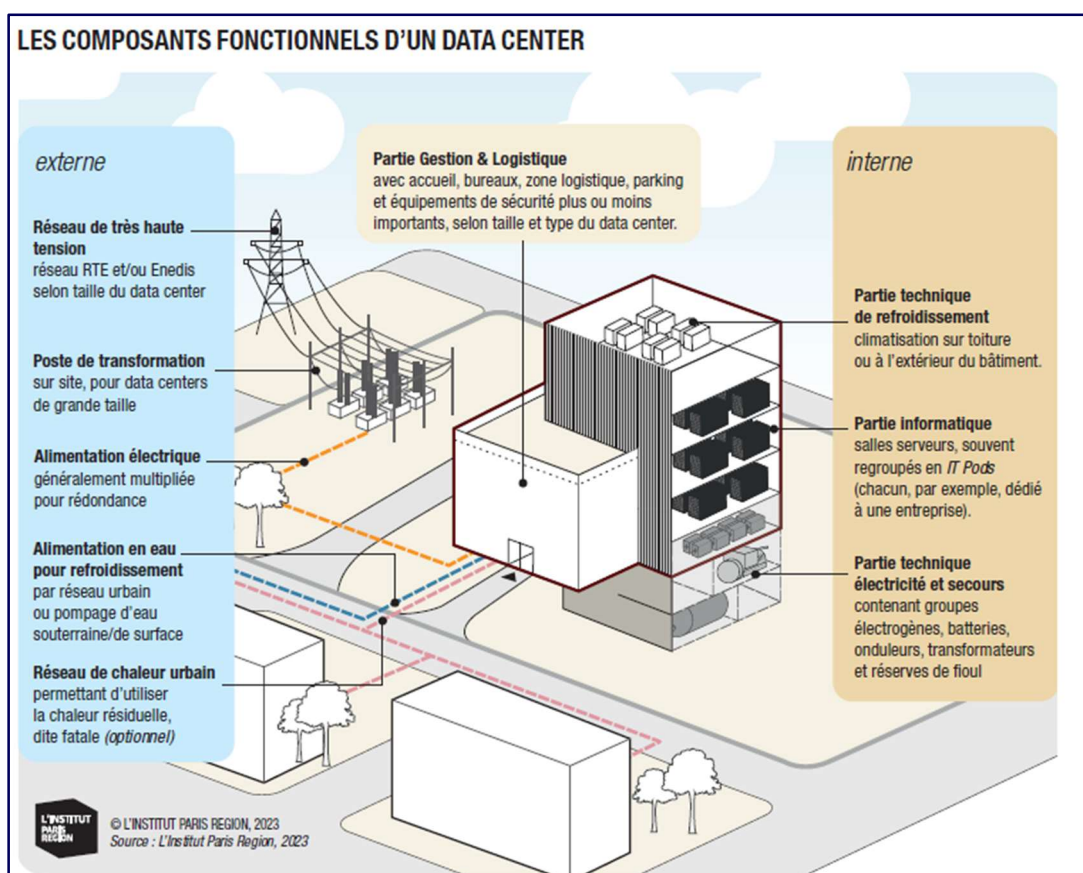 LES COMPOSANTS FONCTIONNELS D'UN DATA CENTER
externe
Réseau de très haute
tension
réseau RTE et/ou Enedis
selon taille du data center
Poste de transformation
sur site, pour data centers
de grande taille
Alimentation électrique
généralement multipliée
pour rédondance
Alimentation en eau
pour refroidissement
par réseau urbain
ou pompage d'eau
souterraine/de surface
Réseau de chaleur urbain
permettant d'utiliser
la chaleur résiduelle,
dite fatale (optionnel)
Partie Gestion & Logistique
avec accueil, bureaux, zone logistique, parking
et équipements de sécurité plus ou moins
importants, selon taille et type du data center.
interne
Partie technique
de refroidissement
climatisation sur toiture
ou à l'extérieur du bâtiment.
Partie informatique
salles serveurs, souvent
regroupés en IT Pods
(chacun, par exemple, dédié
à une entreprise).
Partie technique
électricité et secours
contenant groupes
électrogènes, batteries,
onduleurs, transformateurs
et réserves de fioul
L'INSTITUT
PARIS
REGION
© L'INSTITUT PARIS REGION, 2023
Source : L'Institut Paris Region, 2023